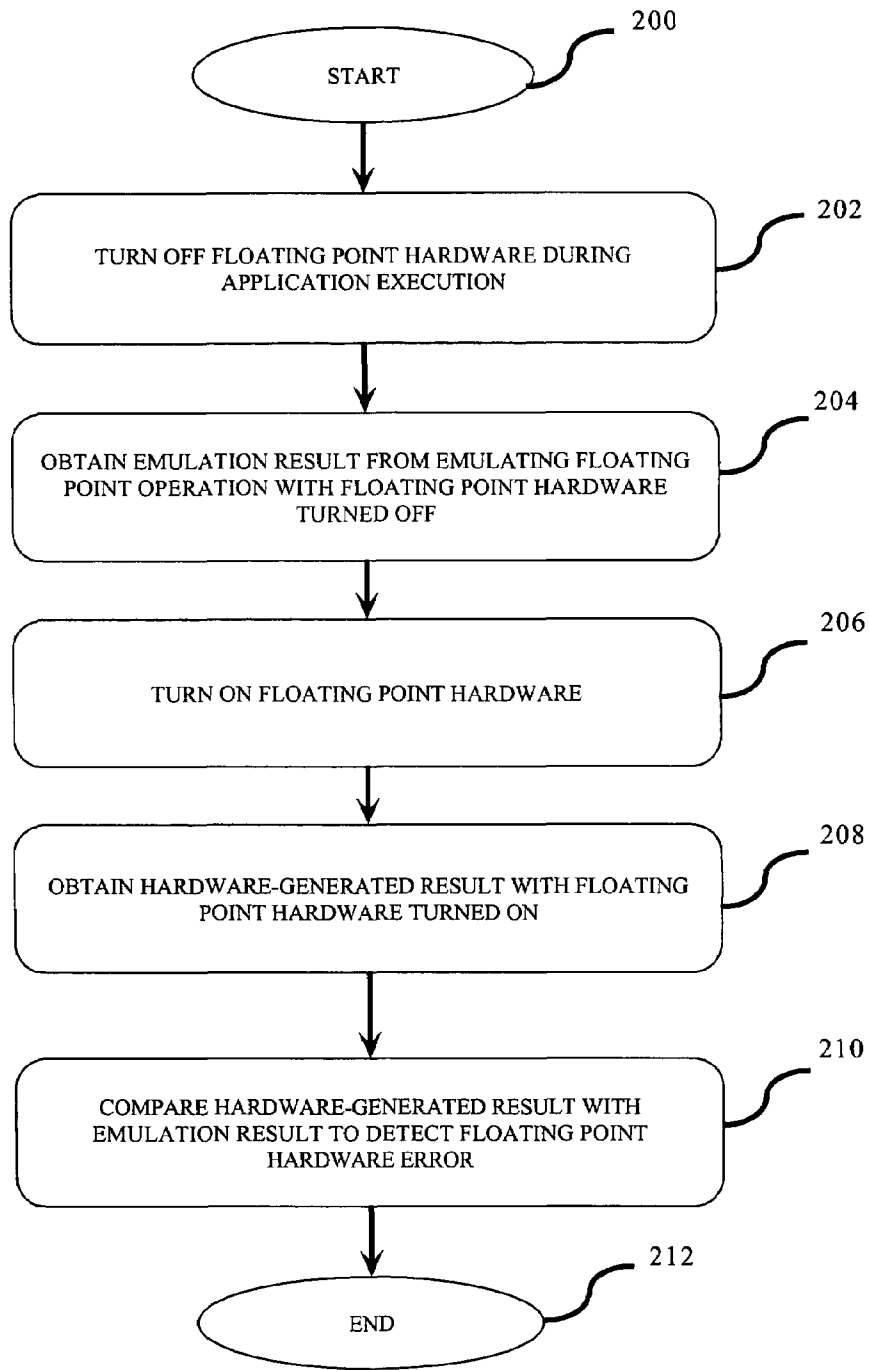 200
START
202
TURN OFF FLOATING POINT HARDWARE DURING
APPLICATION EXECUTION
204
OBTAIN EMULATION RESULT FROM EMULATING FLOATING
POINT OPERATION WITH FLOATING POINT HARDWARE
TURNED OFF
206
TURN ON FLOATING POINT HARDWARE
208
OBTAIN HARDWARE-GENERATED RESULT WITH FLOATING
POINT HARDWARE TURNED ON
210
COMPARE HARDWARE-GENERATED RESULT WITH
EMULATION RESULT TO DETECT FLOATING POINT
HARDWARE ERROR
212
END